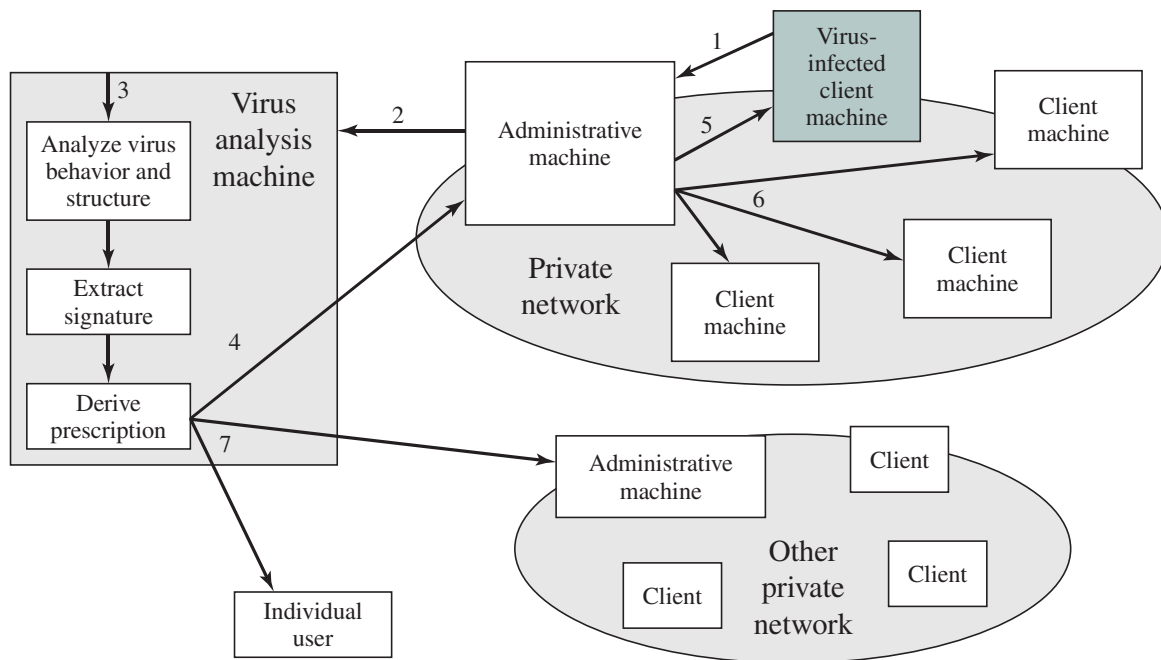 1
Virus-
infected
client
machine
Client
machine
3
Virus
analysis
machine
2
Administrative
machine
5
Analyze virus
behavior and
structure
6
Client
machine
Private
network
Client
machine
Extract
signature
4
Derive
prescription
7
Administrative
machine
Client
Other
private
network
Client
Client
Individual
user